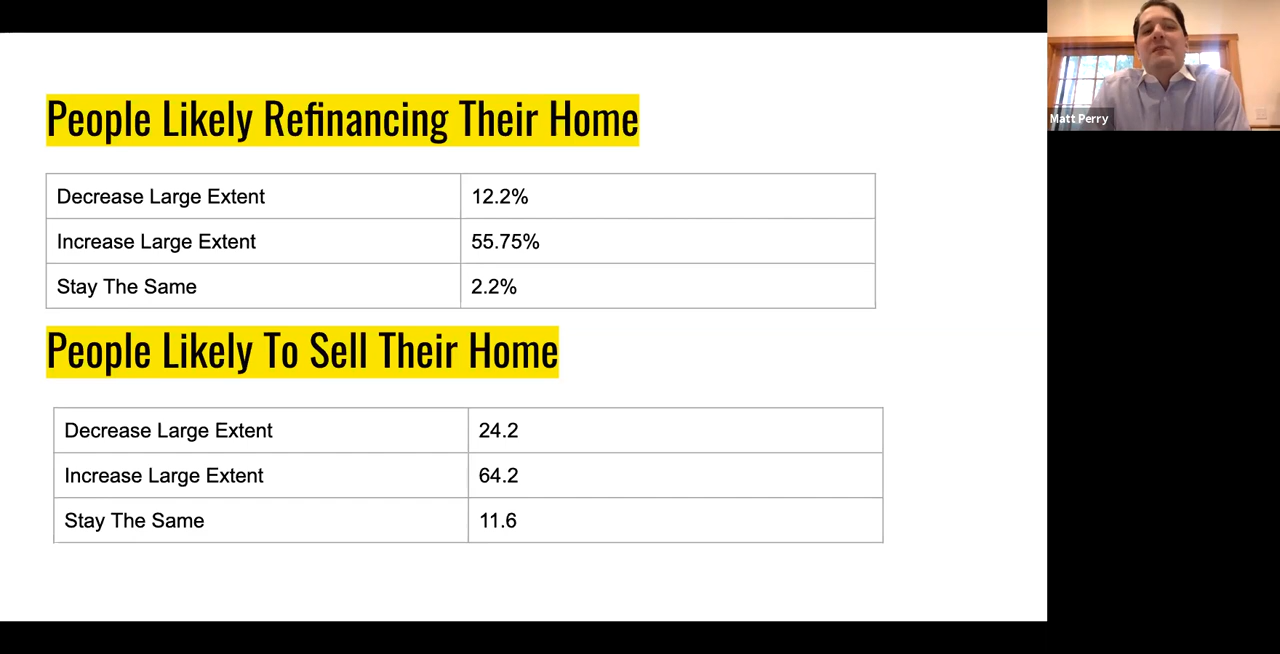 People Likely Refinancing Their Home
Decrease Large Extent 12.2%
Increase Large Extent 55.75%
Stay The Same 2.2%
People Likely To Sell Their Home
Decrease Large Extent 24.2
Increase Large Extent 64.2
Stay The Same 11.6
Matt Perry